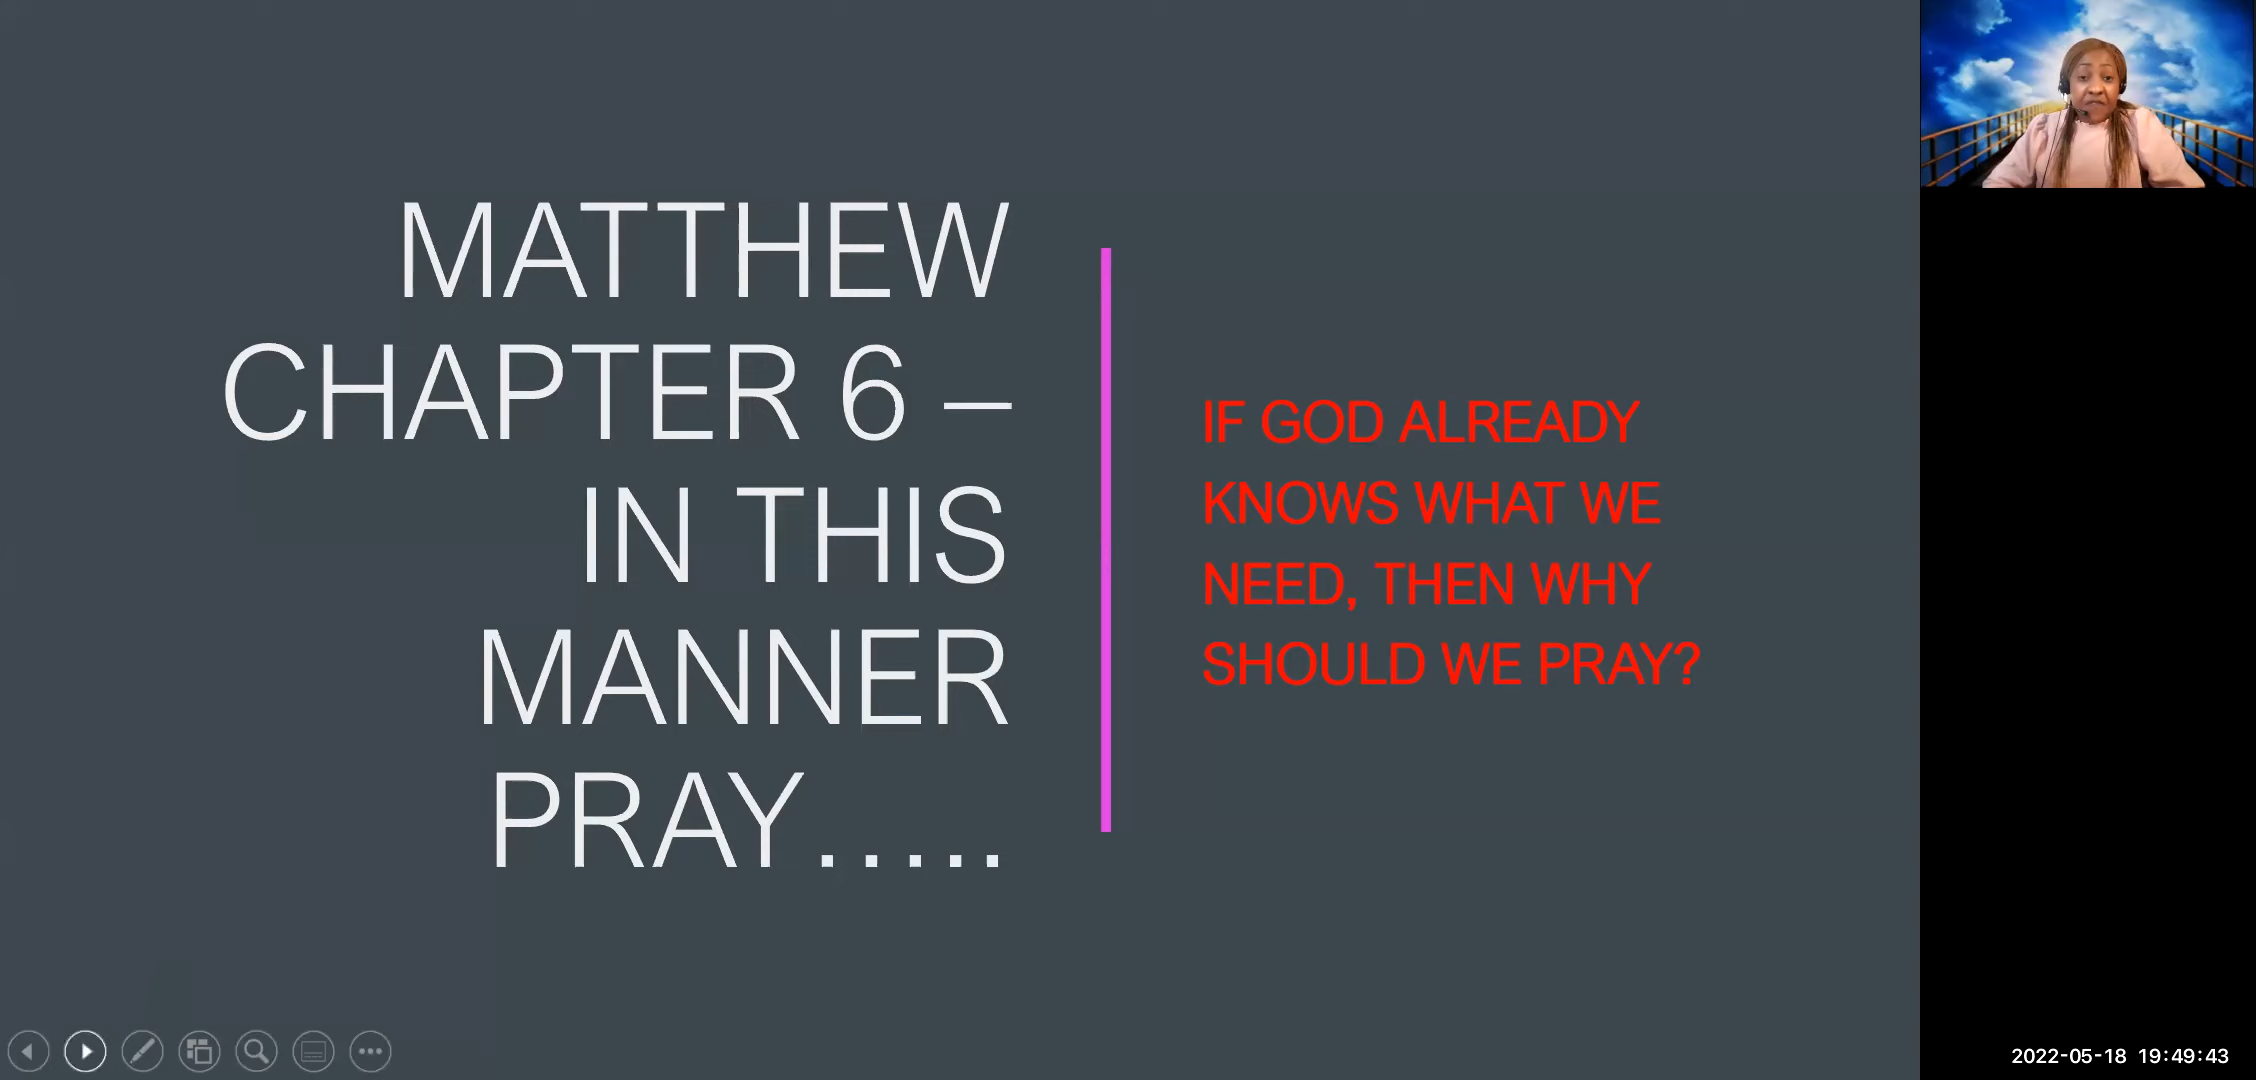 MATTHEW
CHAPTER 6 –
IN THIS
MANNER
PRAY.....
IF GOD ALREADY
KNOWS WHAT WE
NEED, THEN WHY
SHOULD WE PRAY?
2022-05-18 19:49:43